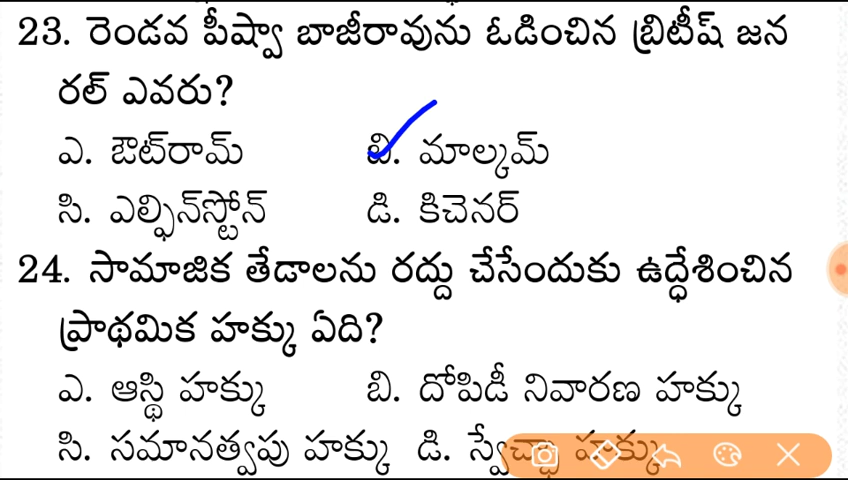 23. రెండవ పీష్వా బాజీరావును ఓడించిన బ్రిటీష్ జన
రల్ ఎవరు?
ఎ. ఔట్‌రామ్ బి. మాల్కమ్
సి. ఎల్ఫిన్‌స్టోన్ డి. కిచెనర్
24. సామాజిక తేడాలను రద్దు చేసేందుకు ఉద్ధేశించిన
ప్రాథమిక హక్కు ఏది?
ఎ. ఆస్థి హక్కు బి. దోపిడీ నివారణ హక్కు
సి. సమానత్వపు హక్కు డి. స్వేచ్ఛా హక్కు